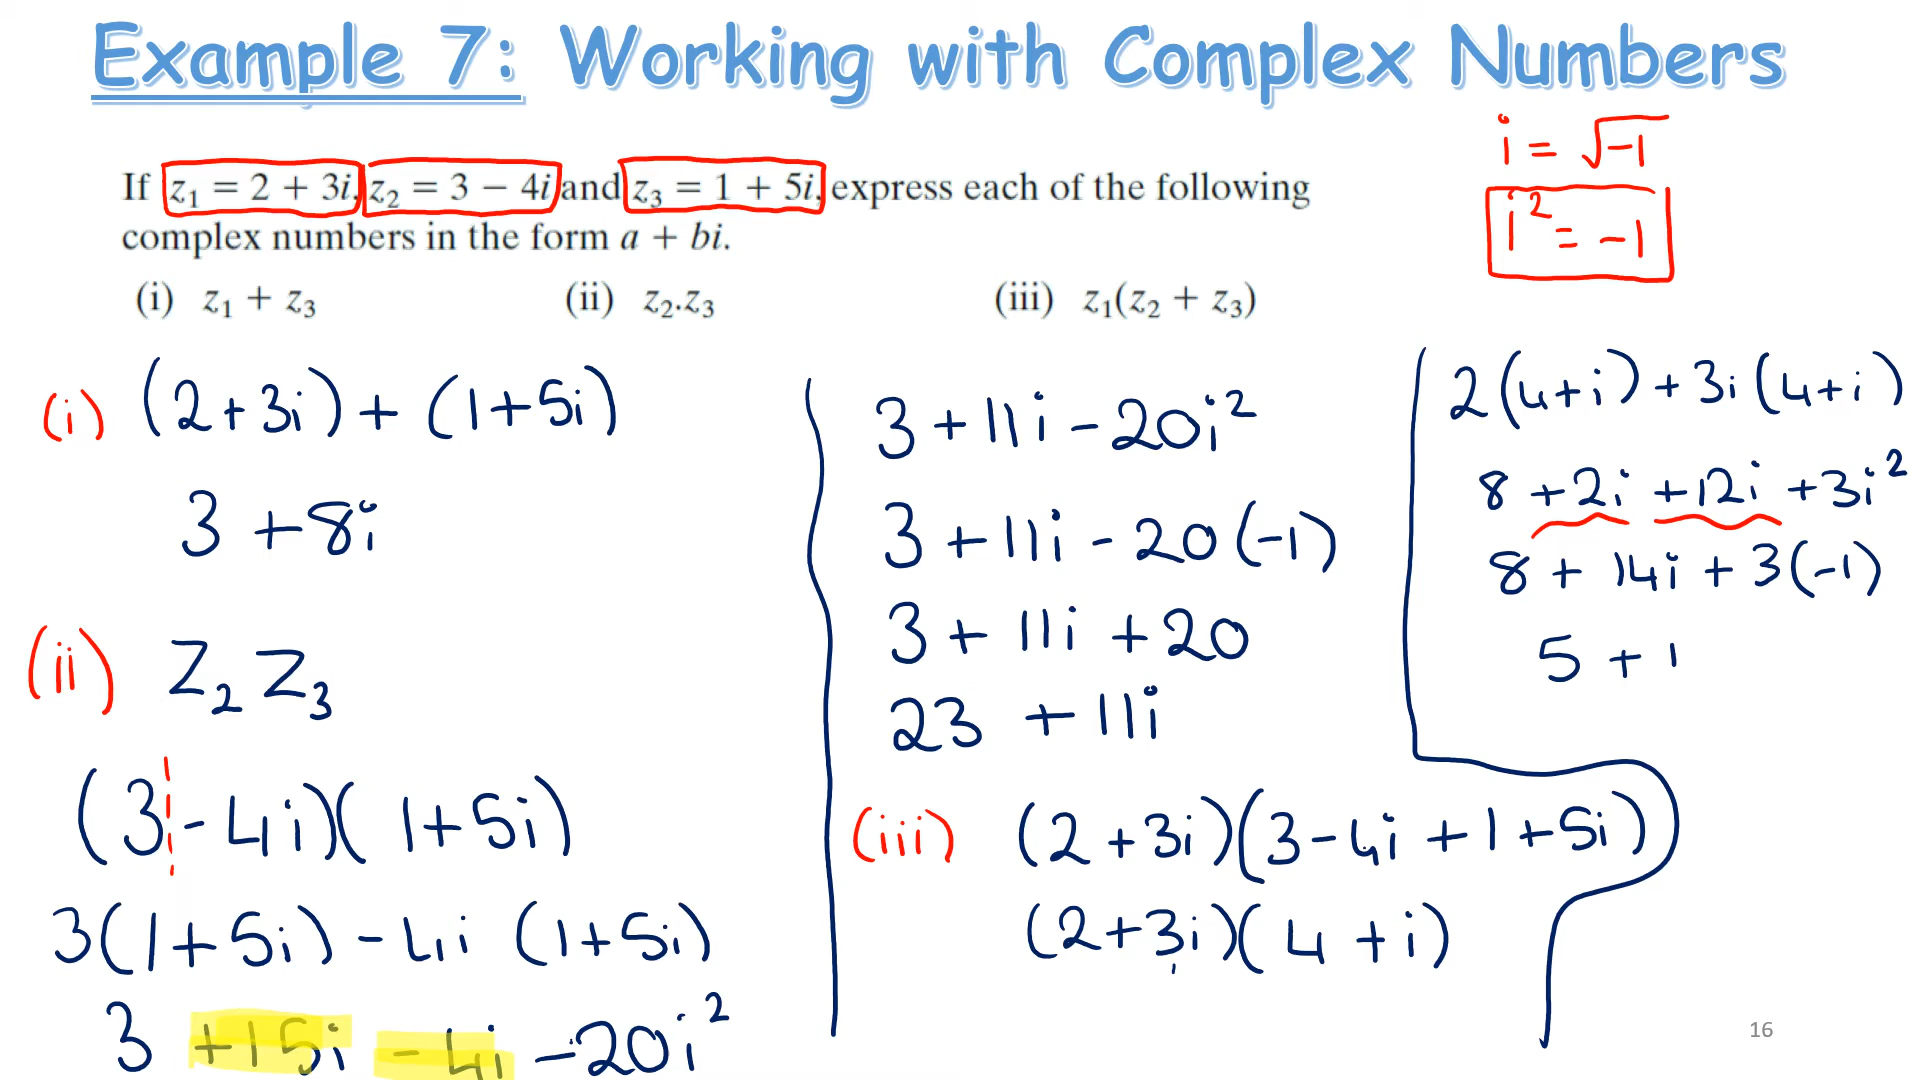 Example 7: Working with Complex Numbers
i = √-1
i² = -1
If z₁ = 2 + 3i, z₂ = 3 − 4i and z₃ = 1 + 5i, express each of the following
complex numbers in the form a + bi.
(i) z₁ + z₃ (ii) z₂.z₃ (iii) z₁(z₂ + z₃)
(i) (2+3i) + (1+5i)
3 + 8i
(ii) Z₂ Z₃
(3 - 4i)(1+5i)
3(1+5i) - 4i (1+5i)
3 +15i - 4i - 20i²
3 + 11i - 20i²
3 + 11i - 20(-1)
3 + 11i + 20
23 + 11i
(iii) (2+3i)(3-4i + 1 +5i)
(2+3i)(4 + i)
2(4+i) + 3i(4+i)
8 +2i +12i +3i²
8 + 14i + 3(-1)
5 + 1
16